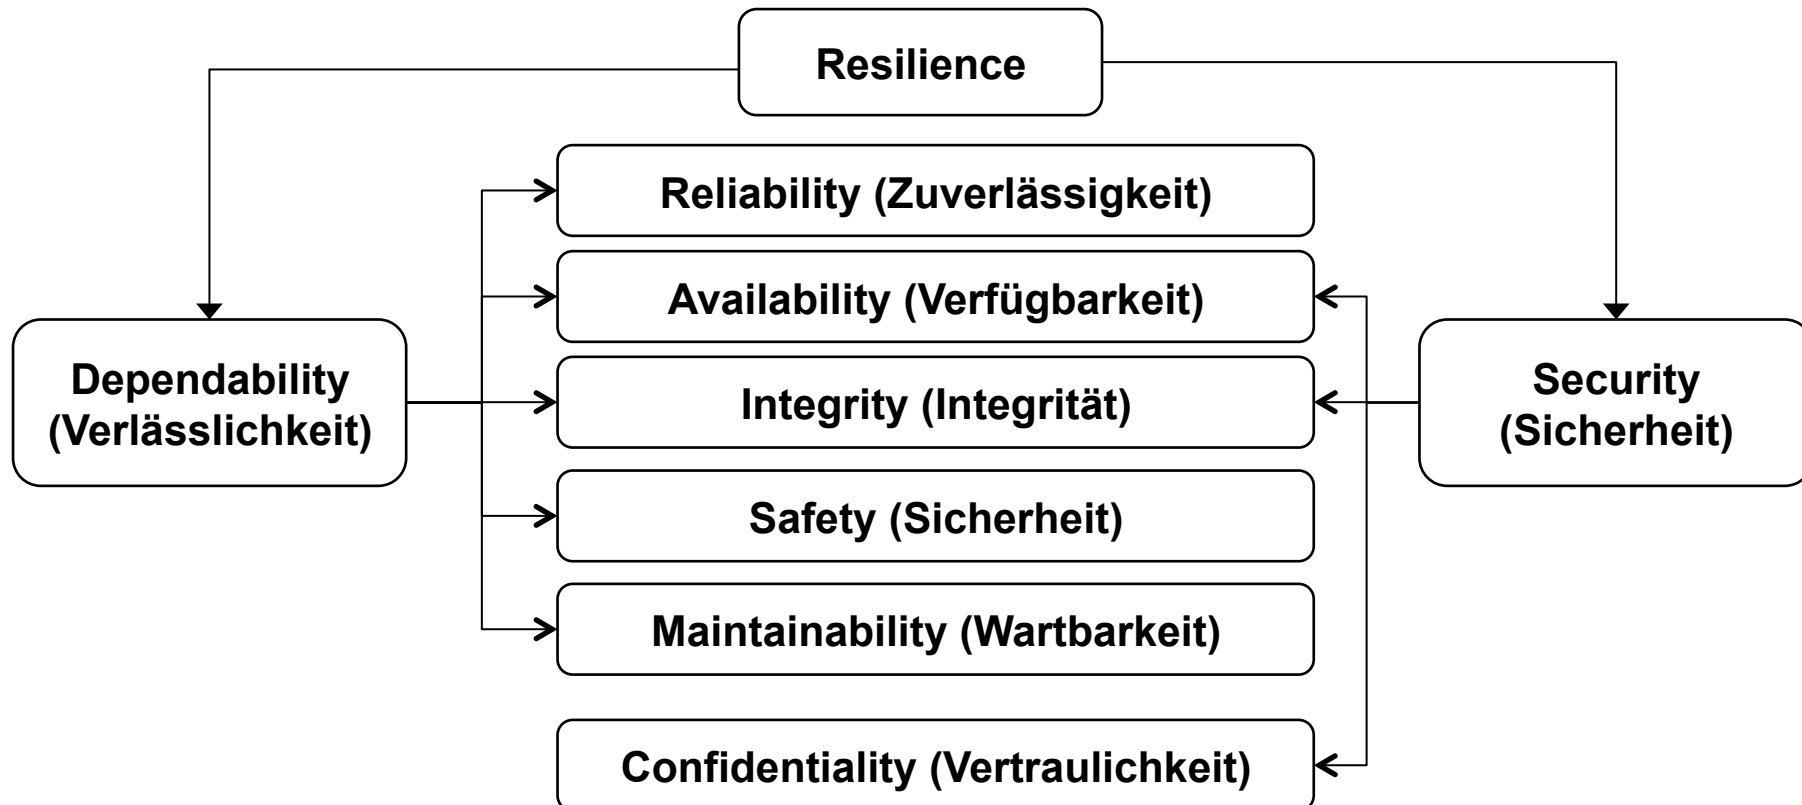 Resilience
Reliability (Zuverlässigkeit)
Availability (Verfügbarkeit)
Dependability
(Verlässlichkeit)
Integrity (Integrität)
Security
(Sicherheit)
Safety (Sicherheit)
Maintainability (Wartbarkeit)
Confidentiality (Vertraulichkeit)